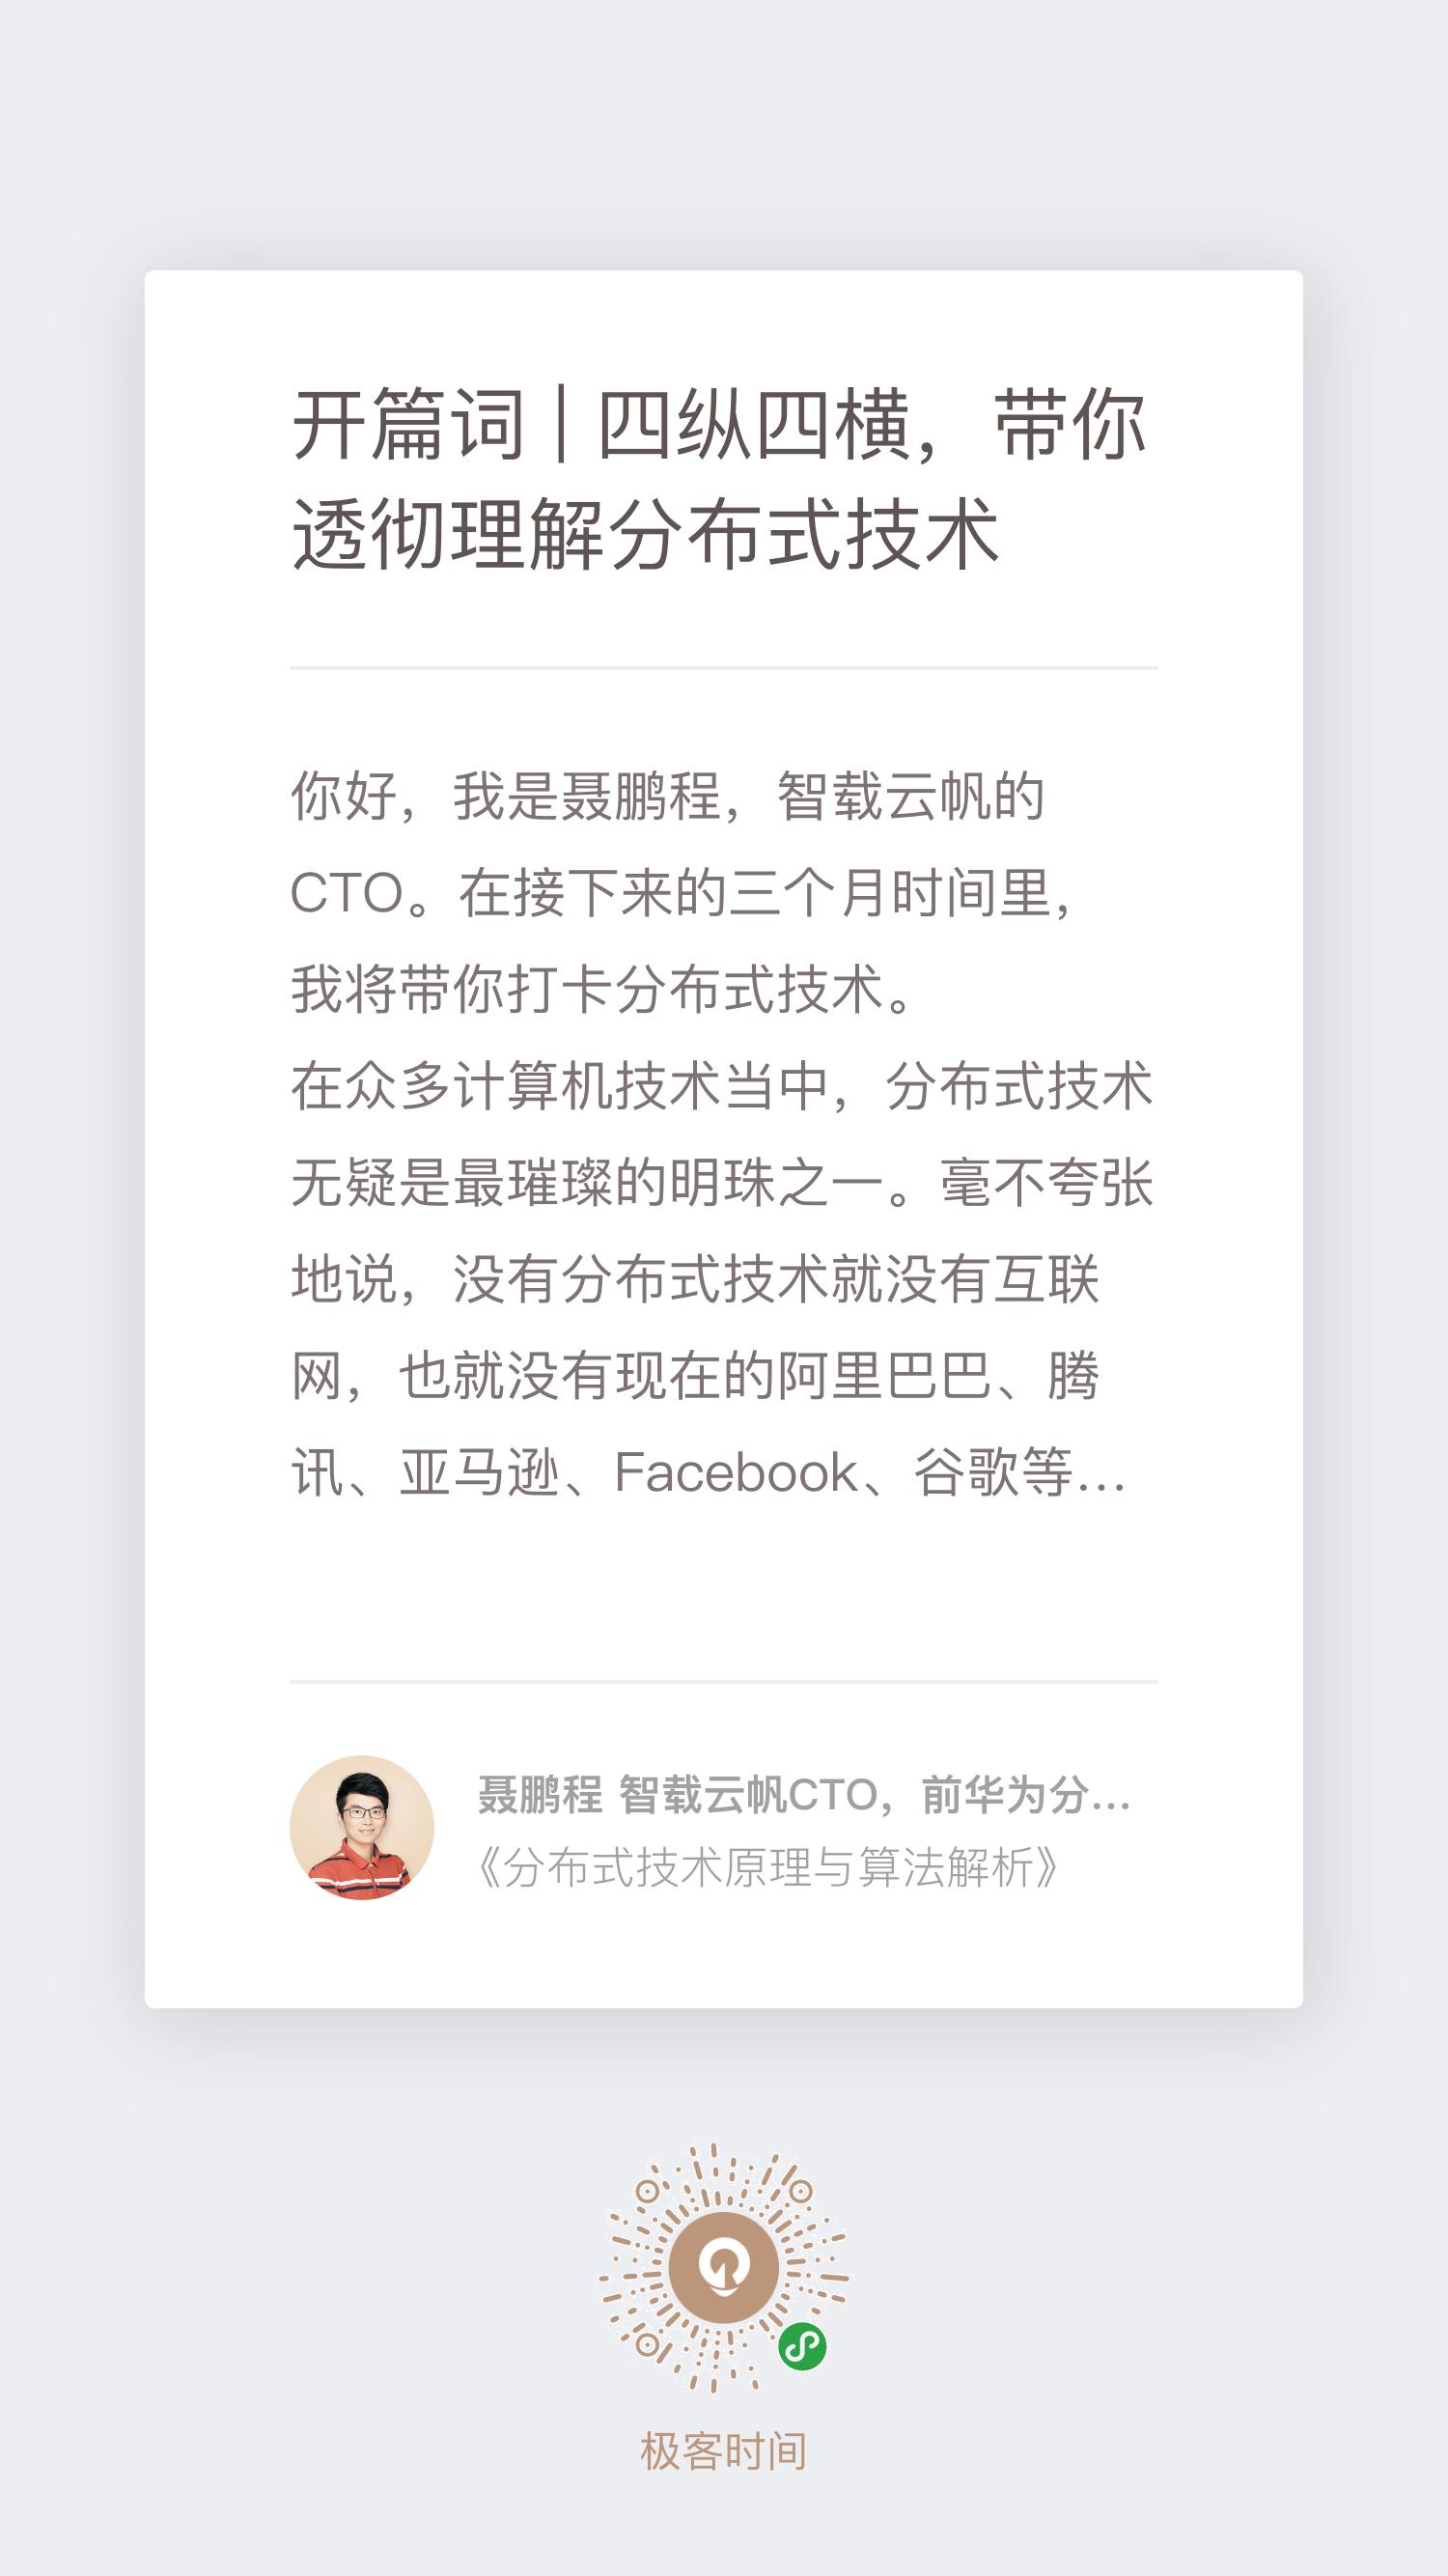 开篇词 | 四纵四横，带你
透彻理解分布式技术
你好，我是聂鹏程，智载云帆的
CTO。在接下来的三个月时间里，
我将带你打卡分布式技术。
在众多计算机技术当中，分布式技术
无疑是最璀璨的明珠之一。毫不夸张
地说，没有分布式技术就没有互联
网，也就没有现在的阿里巴巴、腾
讯、亚马逊、Facebook、谷歌等…
聂鹏程 智载云帆CTO，前华为分…
《分布式技术原理与算法解析》
极客时间